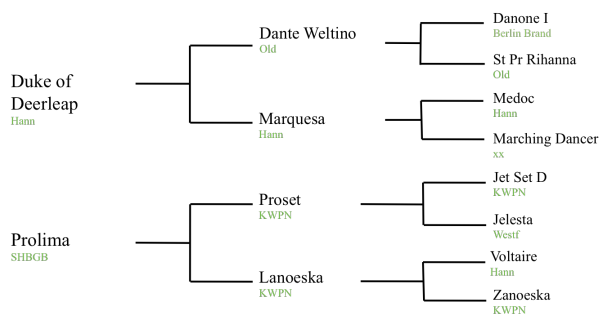 Duke of
Deerleap
Hann
Dante Weltino
Old
Danone I
Berlin Brand
St Pr Rihanna
Old
Marquesa
Hann
Medoc
Hann
Marching Dancer
xx
Prolima
SHBGB
Proset
KWPN
Jet Set D
KWPN
Jelesta
Westf
Lanoeska
KWPN
Voltaire
Hann
Zanoeska
KWPN